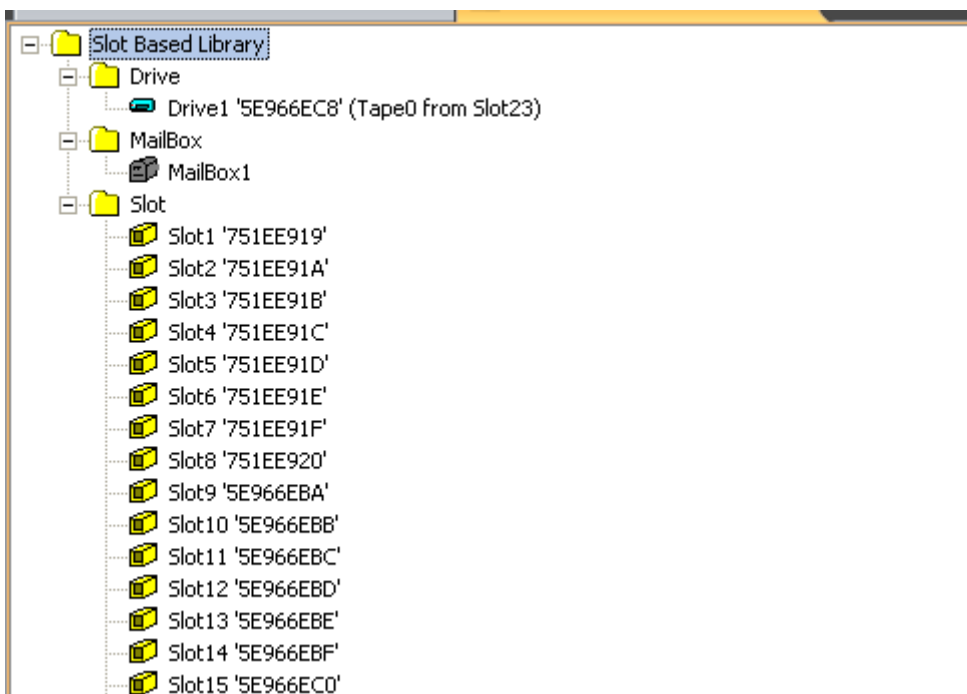 Slot Based Library
Drive
Drive1 '5E966EC8' (Tape0 from Slot23)
MailBox
MailBox1
Slot
Slot1 '751EE919'
Slot2 '751EE91A'
Slot3 '751EE91B'
Slot4 '751EE91C'
Slot5 '751EE91D'
Slot6 '751EE91E'
Slot7 '751EE91F'
Slot8 '751EE920'
Slot9 '5E966EBA'
Slot10 '5E966EBB'
Slot11 '5E966EBC'
Slot12 '5E966EBD'
Slot13 '5E966EBE'
Slot14 '5E966EBF'
Slot15 '5E966EC0'